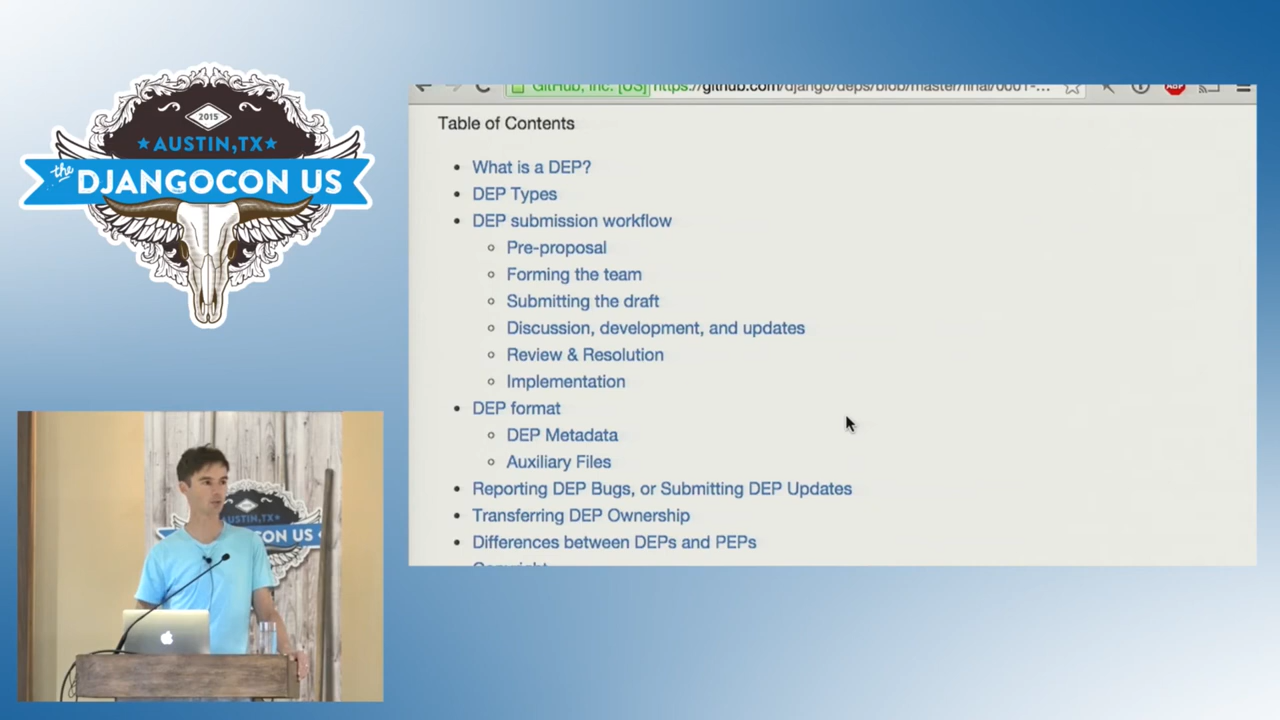 2015
★AUSTIN,TX★
the
DJANGOCON US
GitHub, Inc. [US] https://github.com/django/deps/blob/master/final/0001-...
ABP
Table of Contents
• What is a DEP?
• DEP Types
• DEP submission workflow
◦ Pre-proposal
◦ Forming the team
◦ Submitting the draft
◦ Discussion, development, and updates
◦ Review & Resolution
◦ Implementation
• DEP format
◦ DEP Metadata
◦ Auxiliary Files
• Reporting DEP Bugs, or Submitting DEP Updates
• Transferring DEP Ownership
• Differences between DEPs and PEPs
Copyright
AUSTIN,TX★
CON US